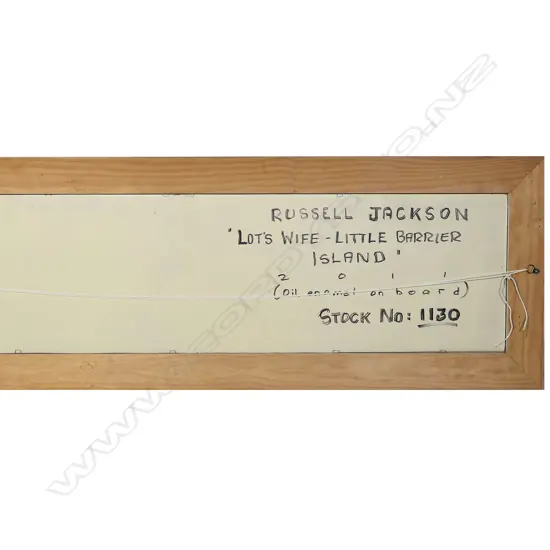 RUSSELL JACKSON
"LOT'S WIFE - LITTLE BARRIER
ISLAND"
2 0 1 1
(Oil enamel on board)
STOCK NO: 1130